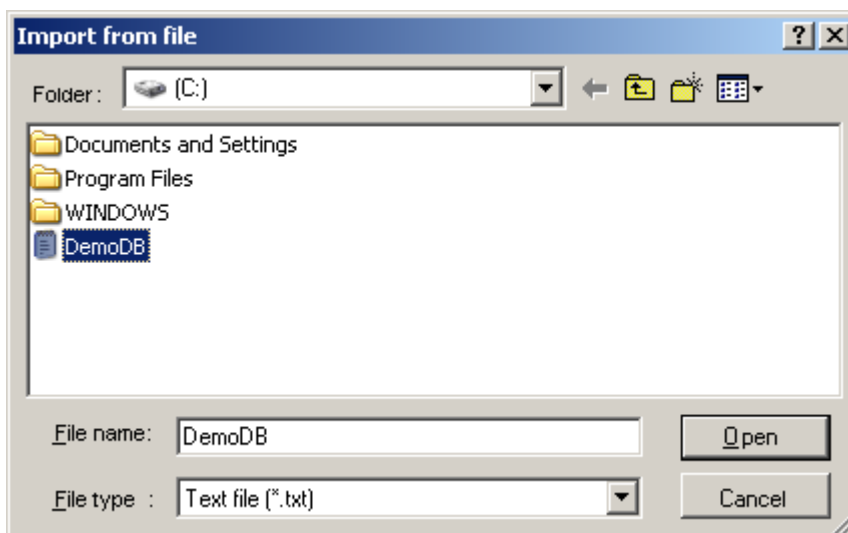 Import from file
Folder : (C:)
Documents and Settings
Program Files
WINDOWS
DemoDB
File name: DemoDB Open
File type : Text file (*.txt) Cancel